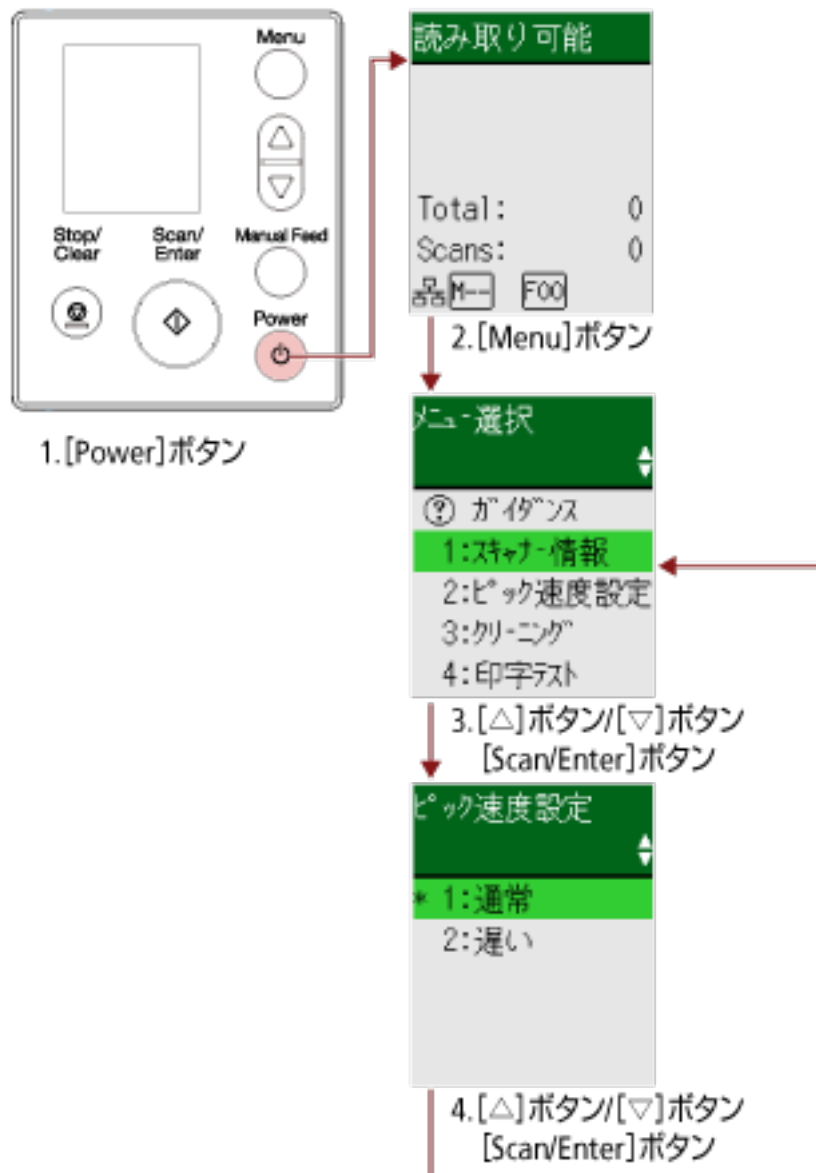 Menu
Stop/
Clear
Scan/
Enter
Manual Feed
Power
1.[Power]ボタン
読み取り可能
Total: 0
Scans: 0
M-- F00
2.[Menu]ボタン
ﾒﾆｭｰ選択
? ｶﾞｲﾀﾞﾝｽ
1:ｽｷｬﾅｰ情報
2:ﾋﾟｯｸ速度設定
3:ｸﾘｰﾆﾝｸﾞ
4:印字ﾃｽﾄ
3.[△]ボタン/[▽]ボタン
[Scan/Enter]ボタン
ﾋﾟｯｸ速度設定
* 1:通常
2:遅い
4.[△]ボタン/[▽]ボタン
[Scan/Enter]ボタン